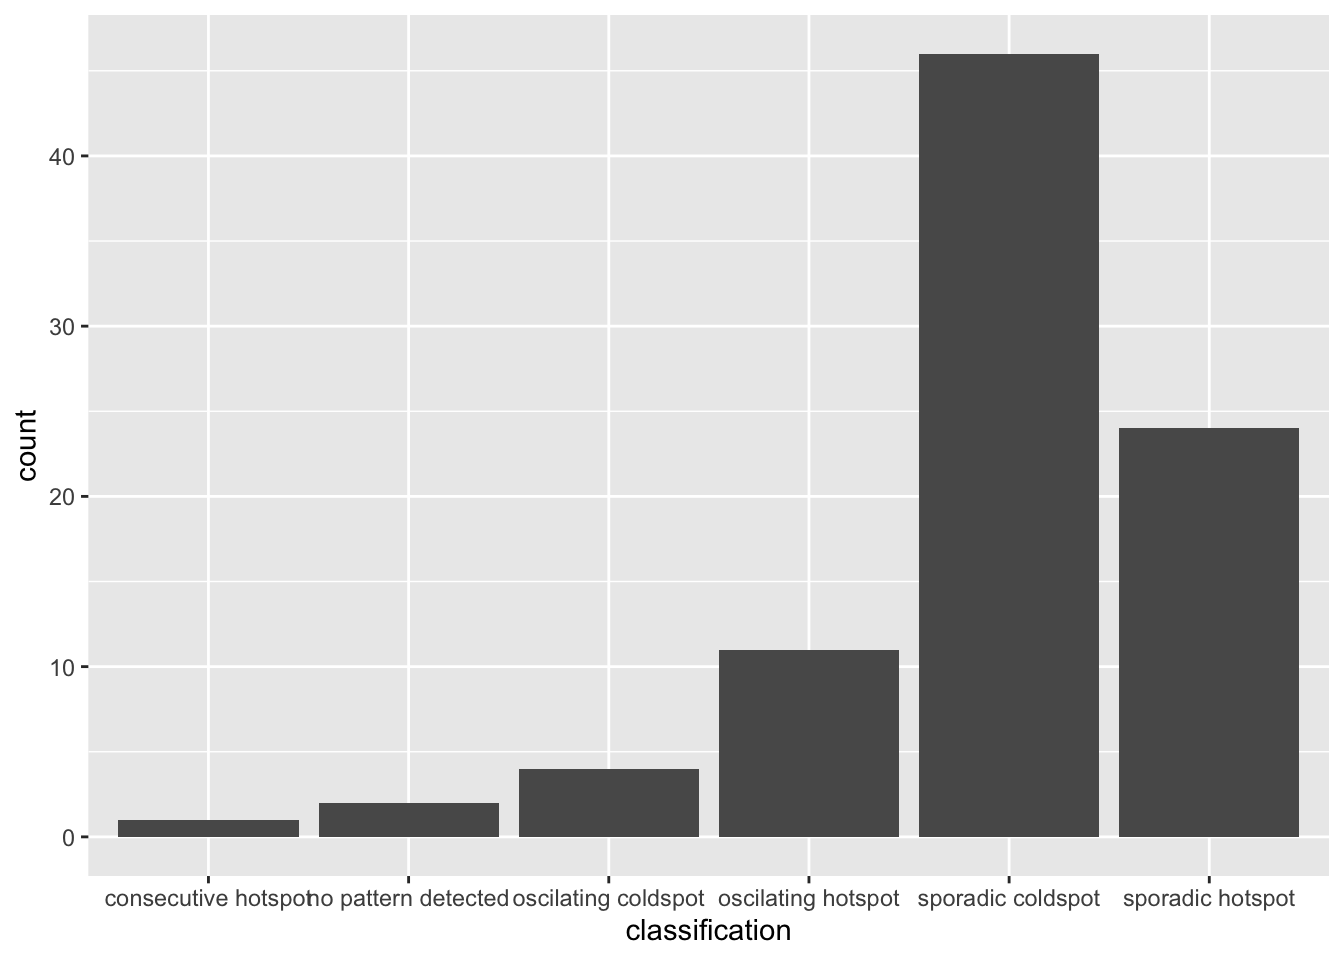 count
40
30
20
10
0
consecutive hotspot
no pattern detected
oscilating coldspot
oscilating hotspot
sporadic coldspot
sporadic hotspot
classification